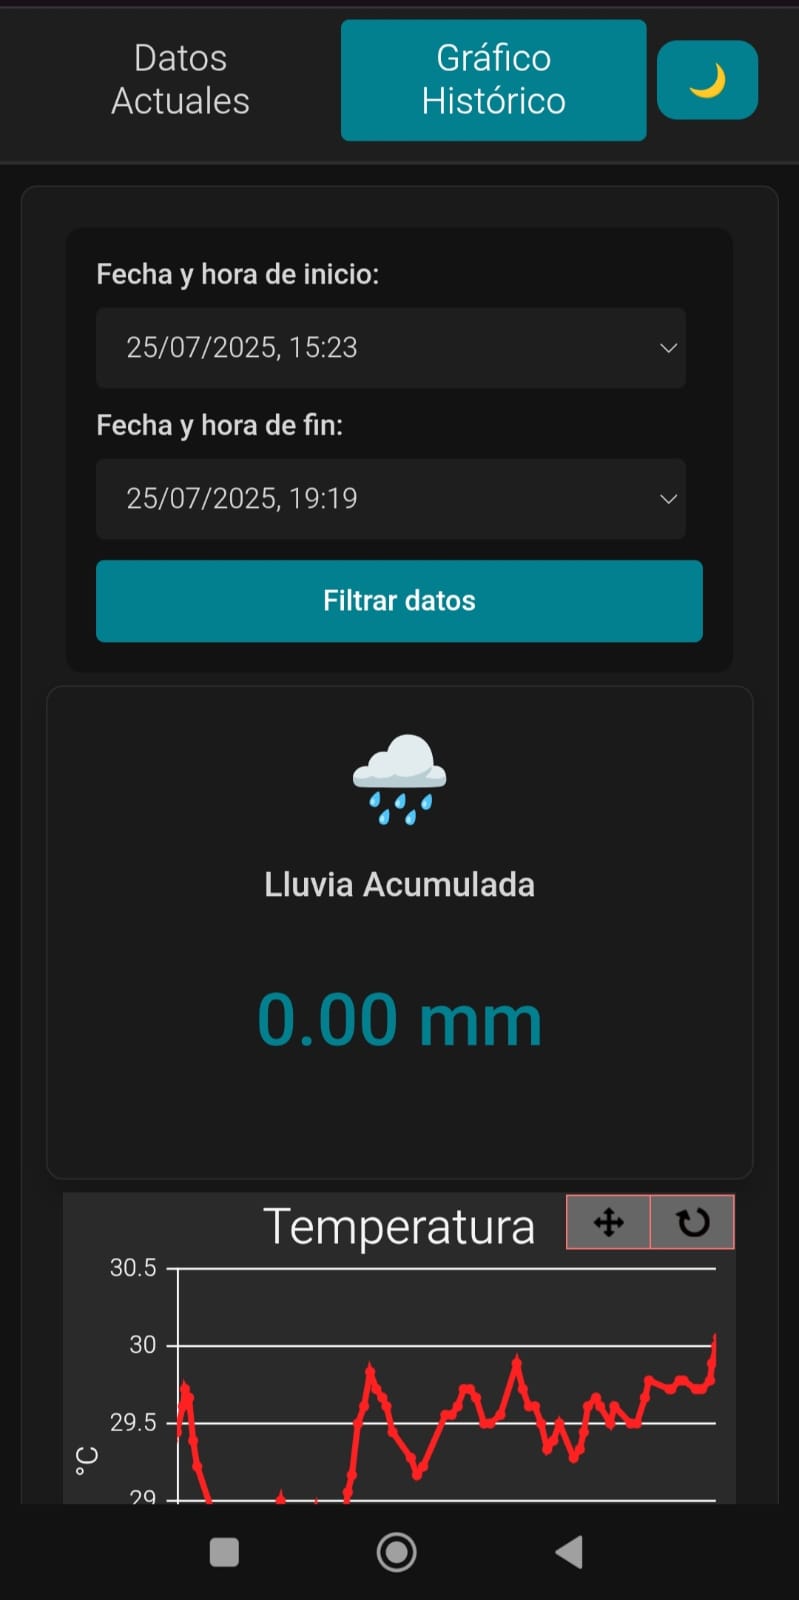 Datos
Actuales
Gráfico
Histórico
Fecha y hora de inicio:
25/07/2025, 15:23
Fecha y hora de fin:
25/07/2025, 19:19
Filtrar datos
Lluvia Acumulada
0.00 mm
Temperatura
30.5
30
29.5
29
°C